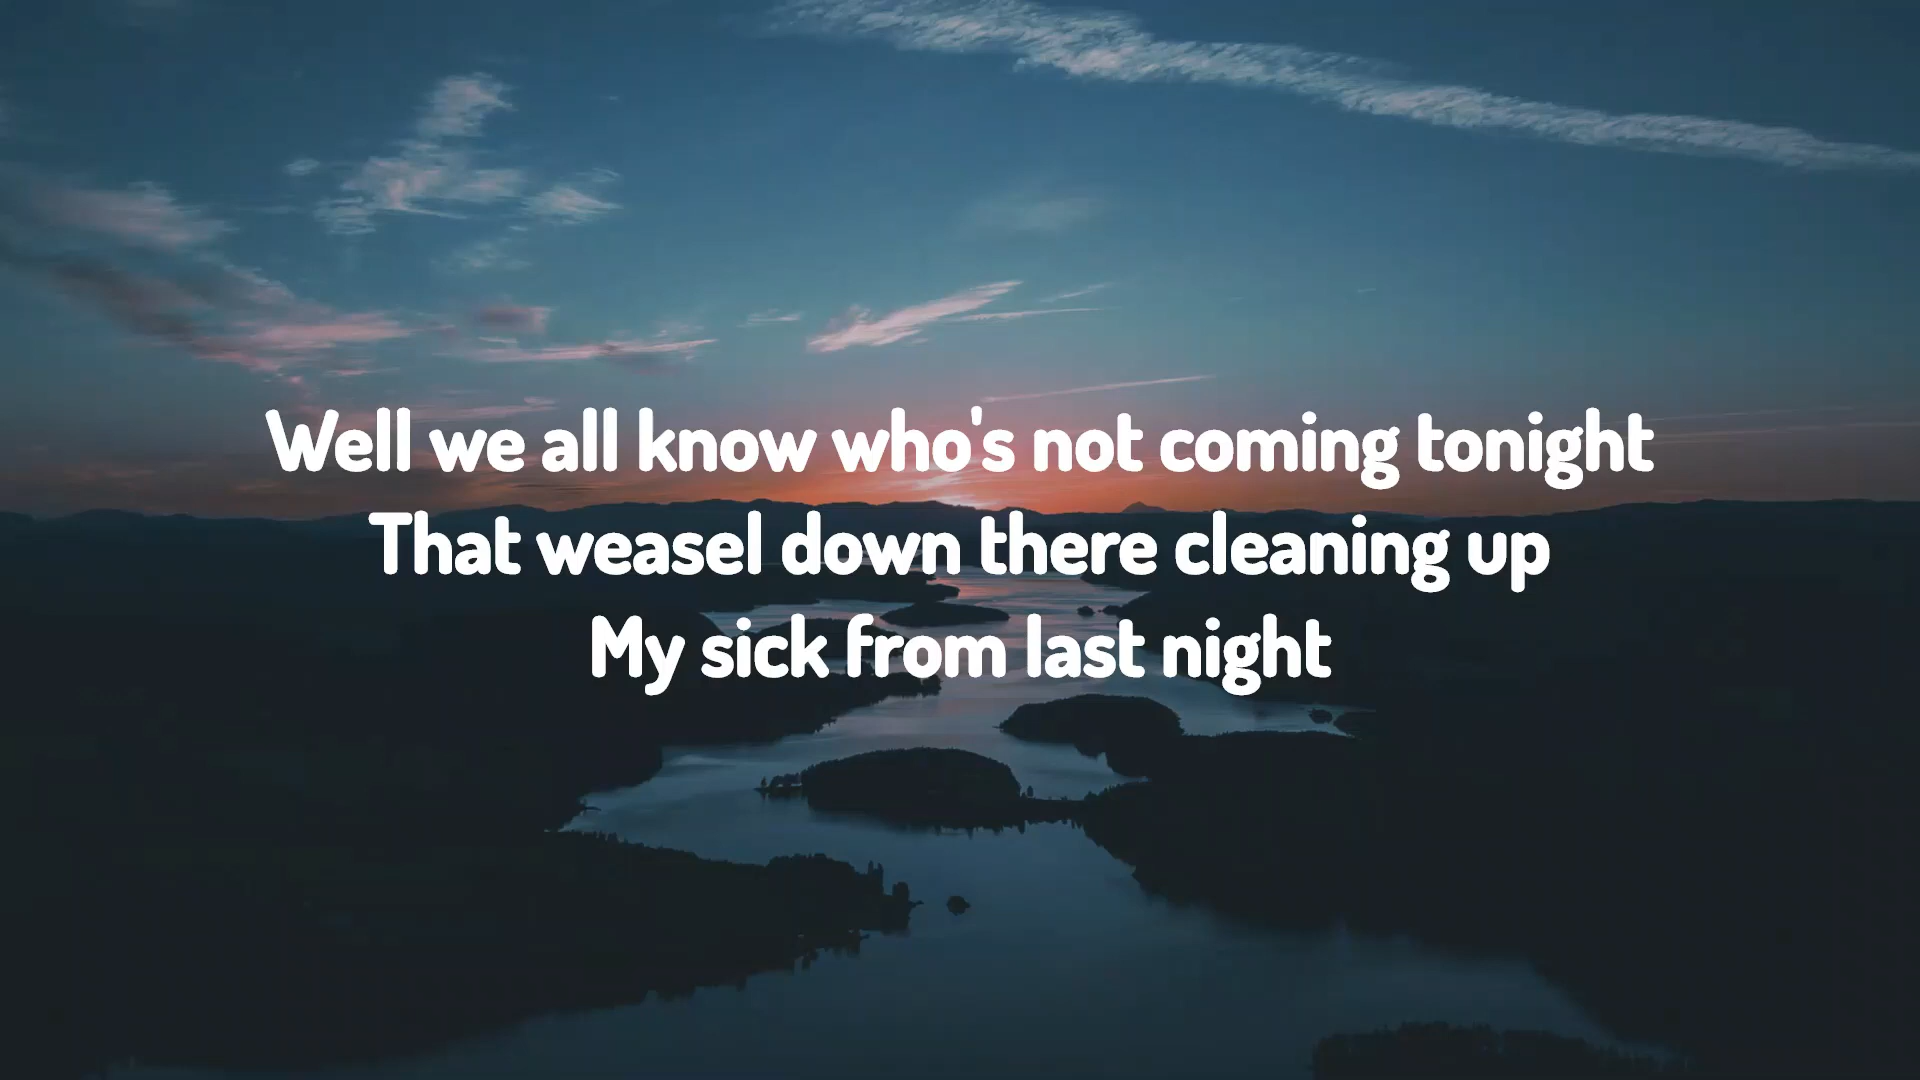 Well we all know who's not coming tonight
That weasel down there cleaning up
My sick from last night